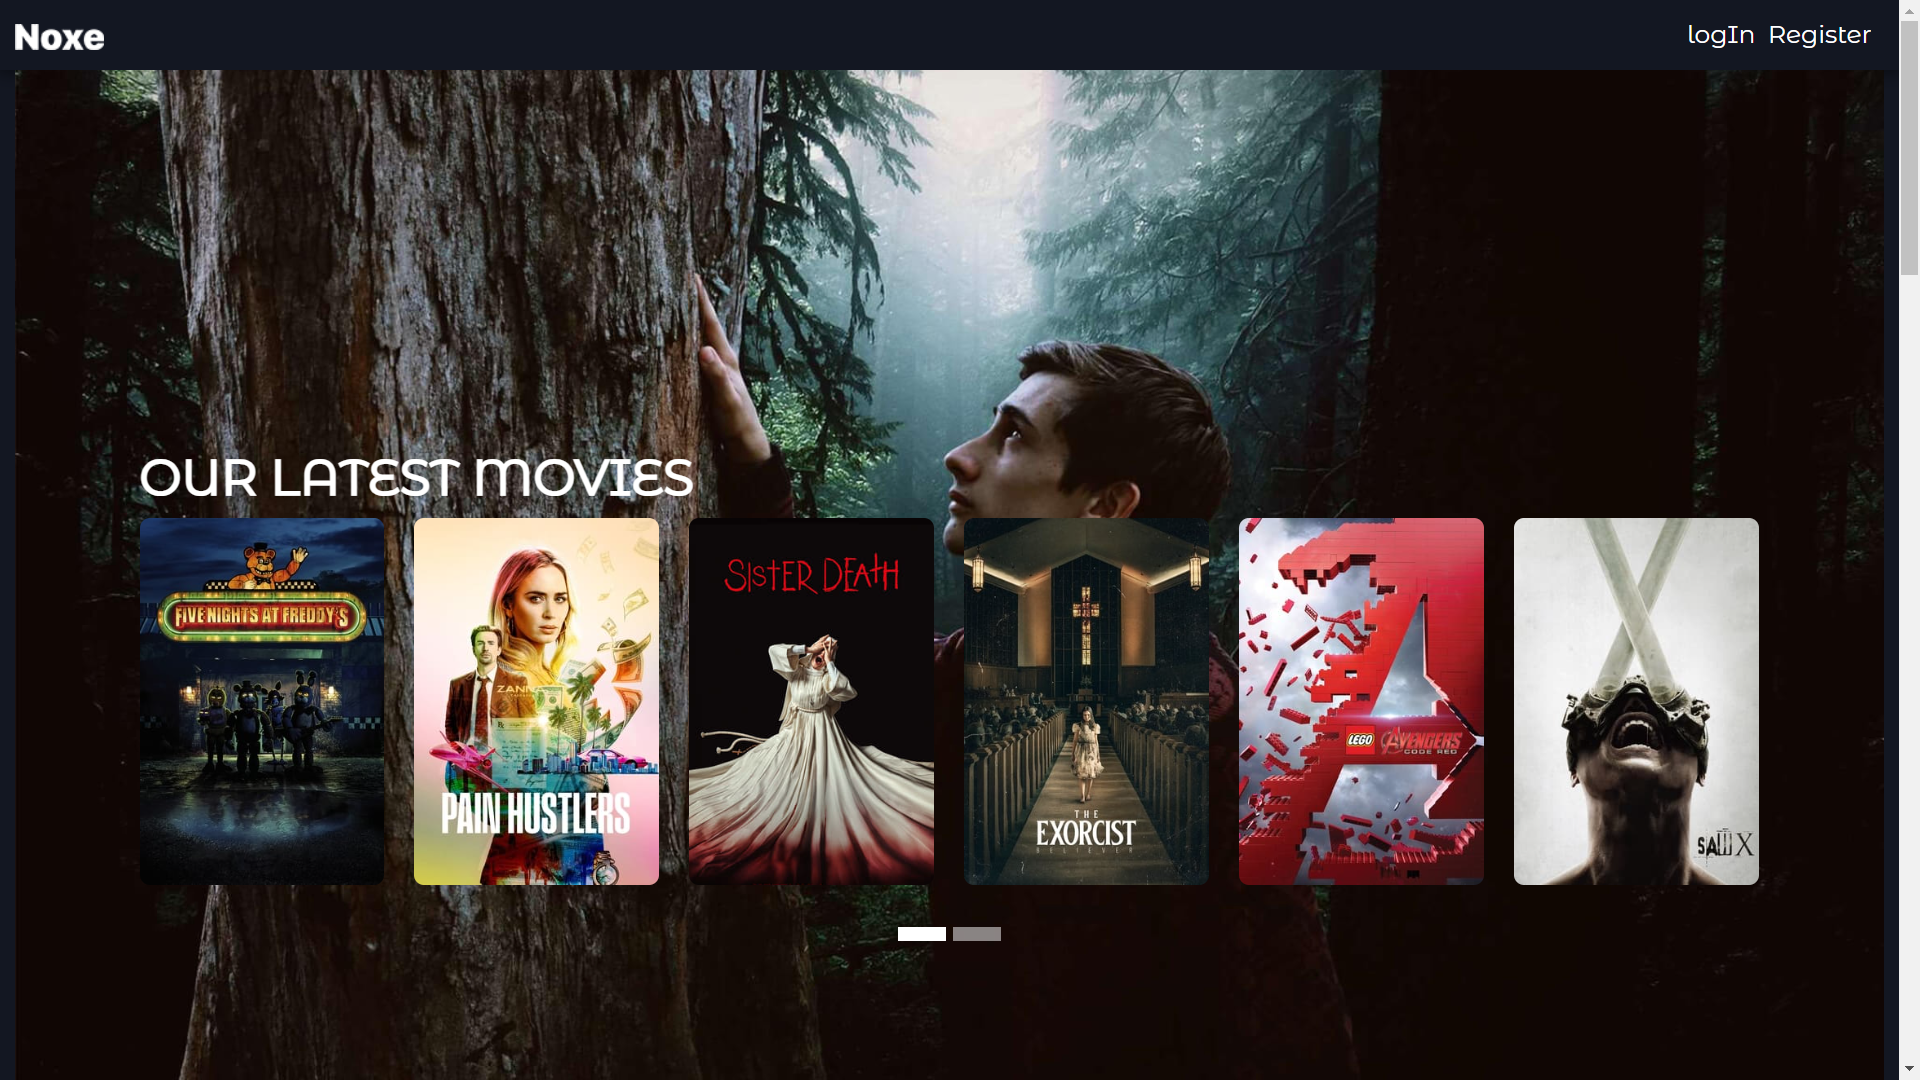 Noxe
logIn Register
OUR LATEST MOVIES
FIVE NIGHTS AT FREDDY'S
ZANN
PAIN HUSTLERS
SISTER DEATH
THE
EXORCIST
BELIEVER
LEGO AVENGERS
CODE RED
SAW X